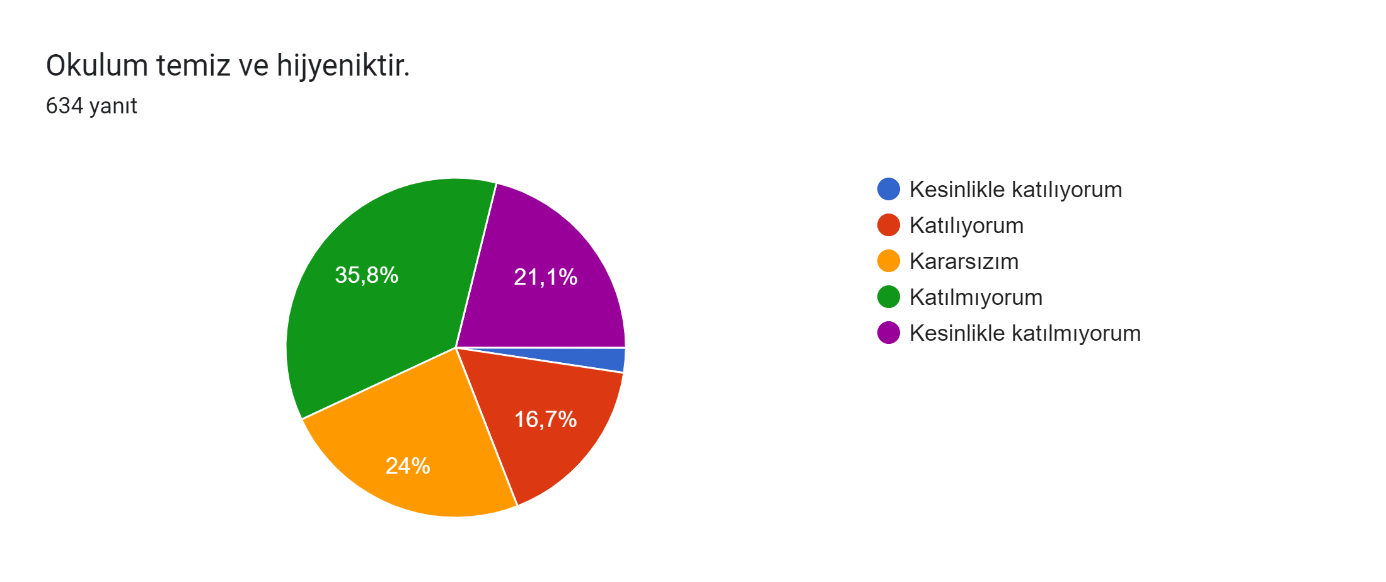 Okulum temiz ve hijyeniktir.
634 yanıt
Kesinlikle katılıyorum
Katılıyorum
Kararsızım
Katılmıyorum
Kesinlikle katılmıyorum
35,8%
21,1%
16,7%
24%